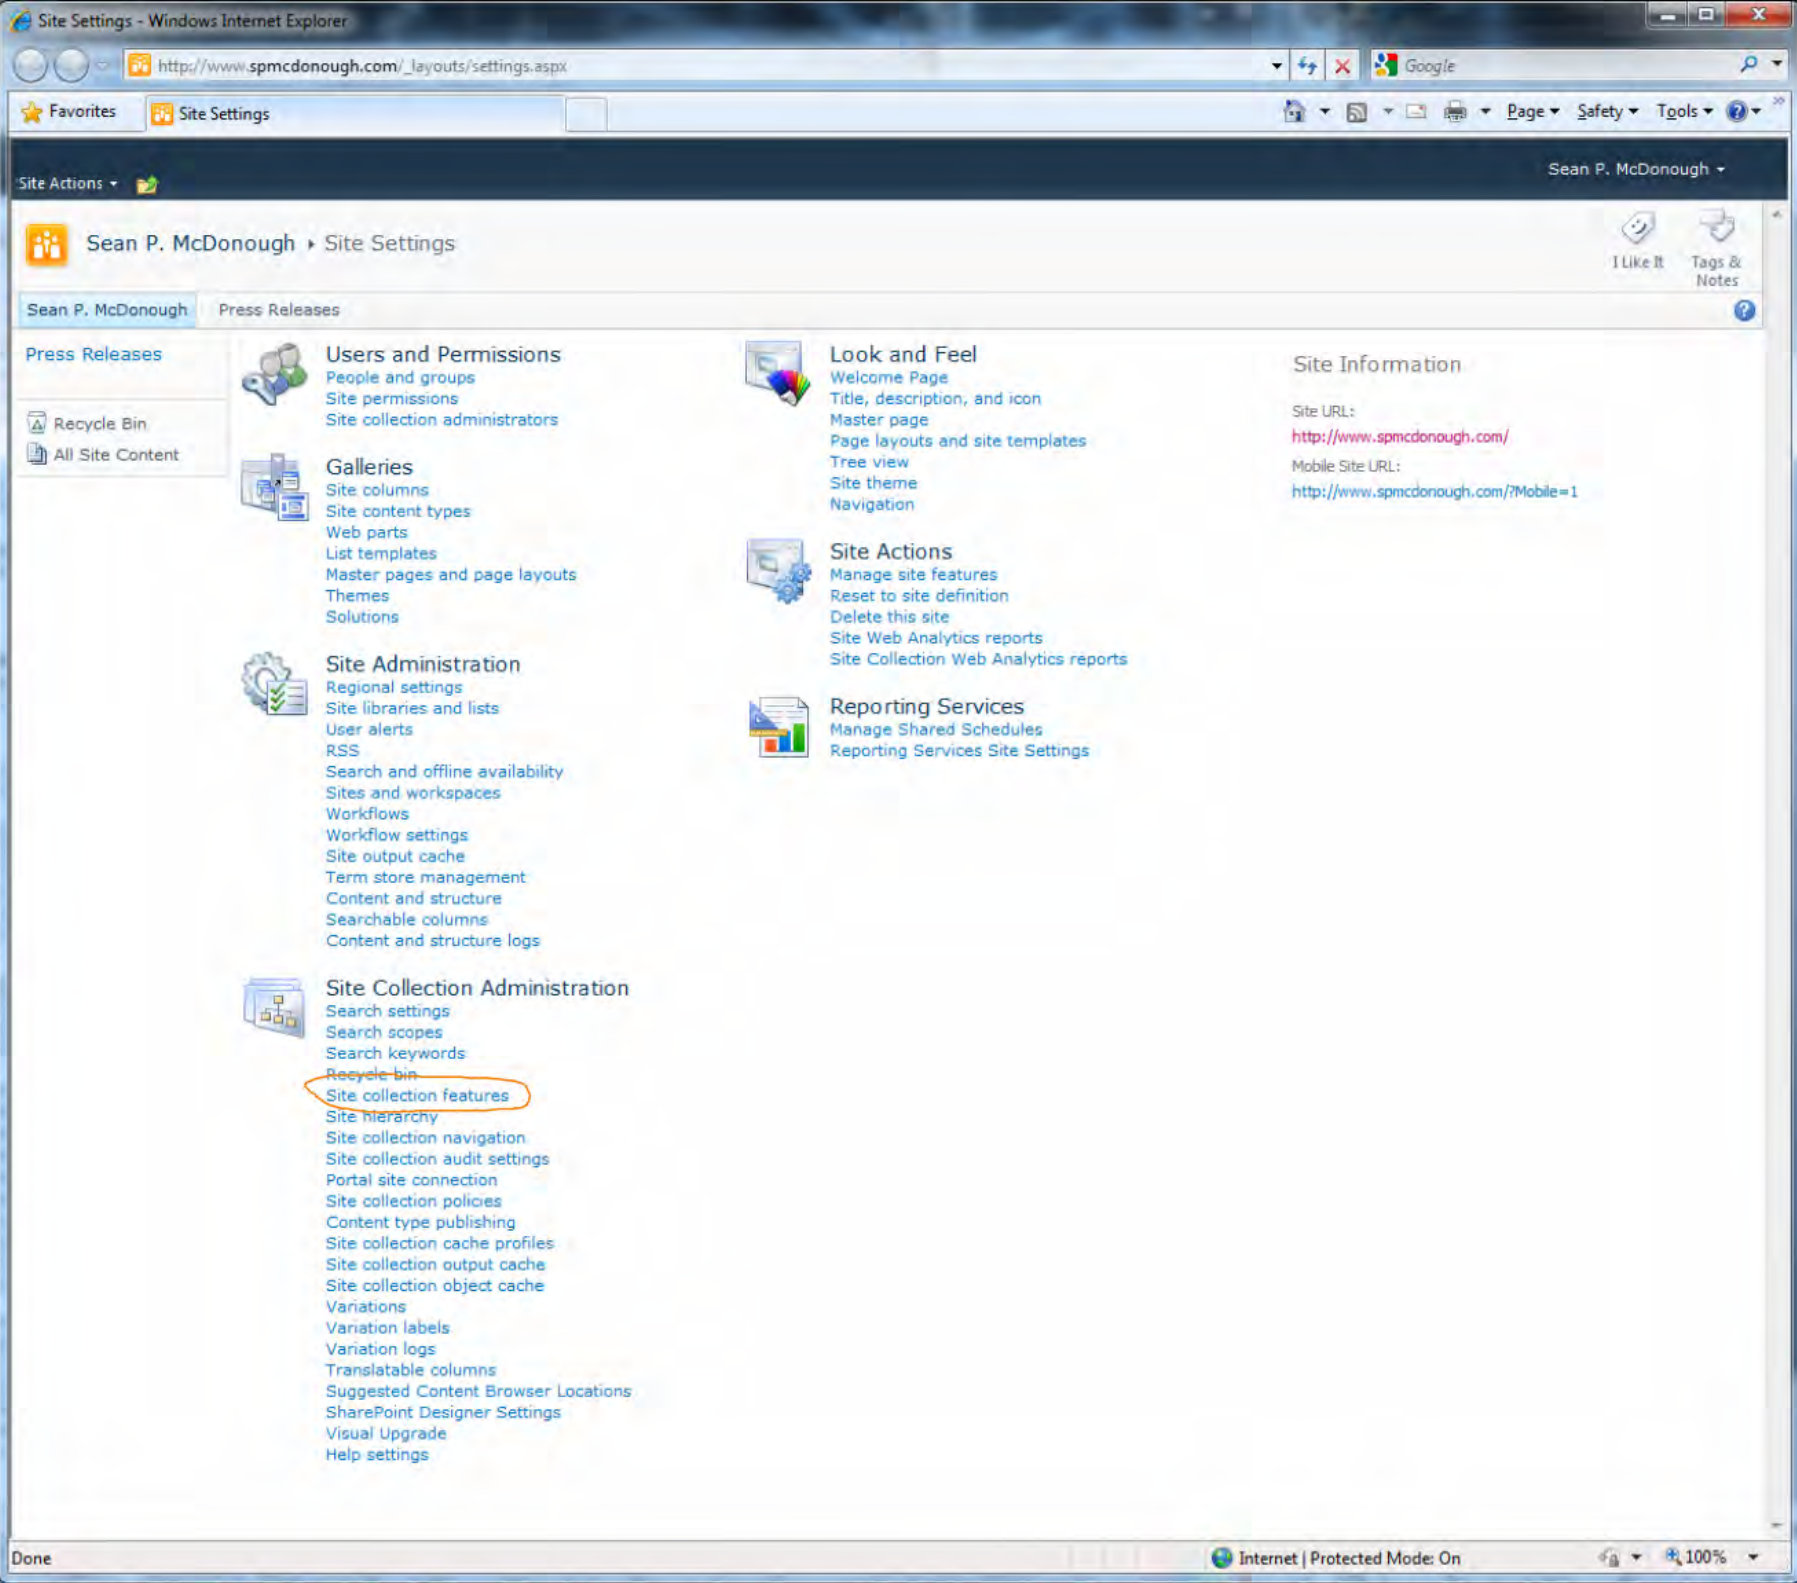 Site Settings - Windows Internet Explorer
http://www.spmcdonough.com/_layouts/settings.aspx
Google
Favorites
Site Settings
Page
Safety
Tools
Site Actions
Sean P. McDonough
Sean P. McDonough
Site Settings
I Like It
Tags &
Notes
Sean P. McDonough
Press Releases
Press Releases
Recycle Bin
All Site Content
Users and Permissions
People and groups
Site permissions
Site collection administrators
Galleries
Site columns
Site content types
Web parts
List templates
Master pages and page layouts
Themes
Solutions
Site Administration
Regional settings
Site libraries and lists
User alerts
RSS
Search and offline availability
Sites and workspaces
Workflows
Workflow settings
Site output cache
Term store management
Content and structure
Searchable columns
Content and structure logs
Site Collection Administration
Search settings
Search scopes
Search keywords
Recycle bin
Site collection features
Site hierarchy
Site collection navigation
Site collection audit settings
Portal site connection
Site collection policies
Content type publishing
Site collection cache profiles
Site collection output cache
Site collection object cache
Variations
Variation labels
Variation logs
Translatable columns
Suggested Content Browser Locations
SharePoint Designer Settings
Visual Upgrade
Help settings
Look and Feel
Welcome Page
Title, description, and icon
Master page
Page layouts and site templates
Tree view
Site theme
Navigation
Site Actions
Manage site features
Reset to site definition
Delete this site
Site Web Analytics reports
Site Collection Web Analytics reports
Reporting Services
Manage Shared Schedules
Reporting Services Site Settings
Site Information
Site URL:
http://www.spmcdonough.com/
Mobile Site URL:
http://www.spmcdonough.com/?Mobile=1
Done
Internet | Protected Mode: On
100%